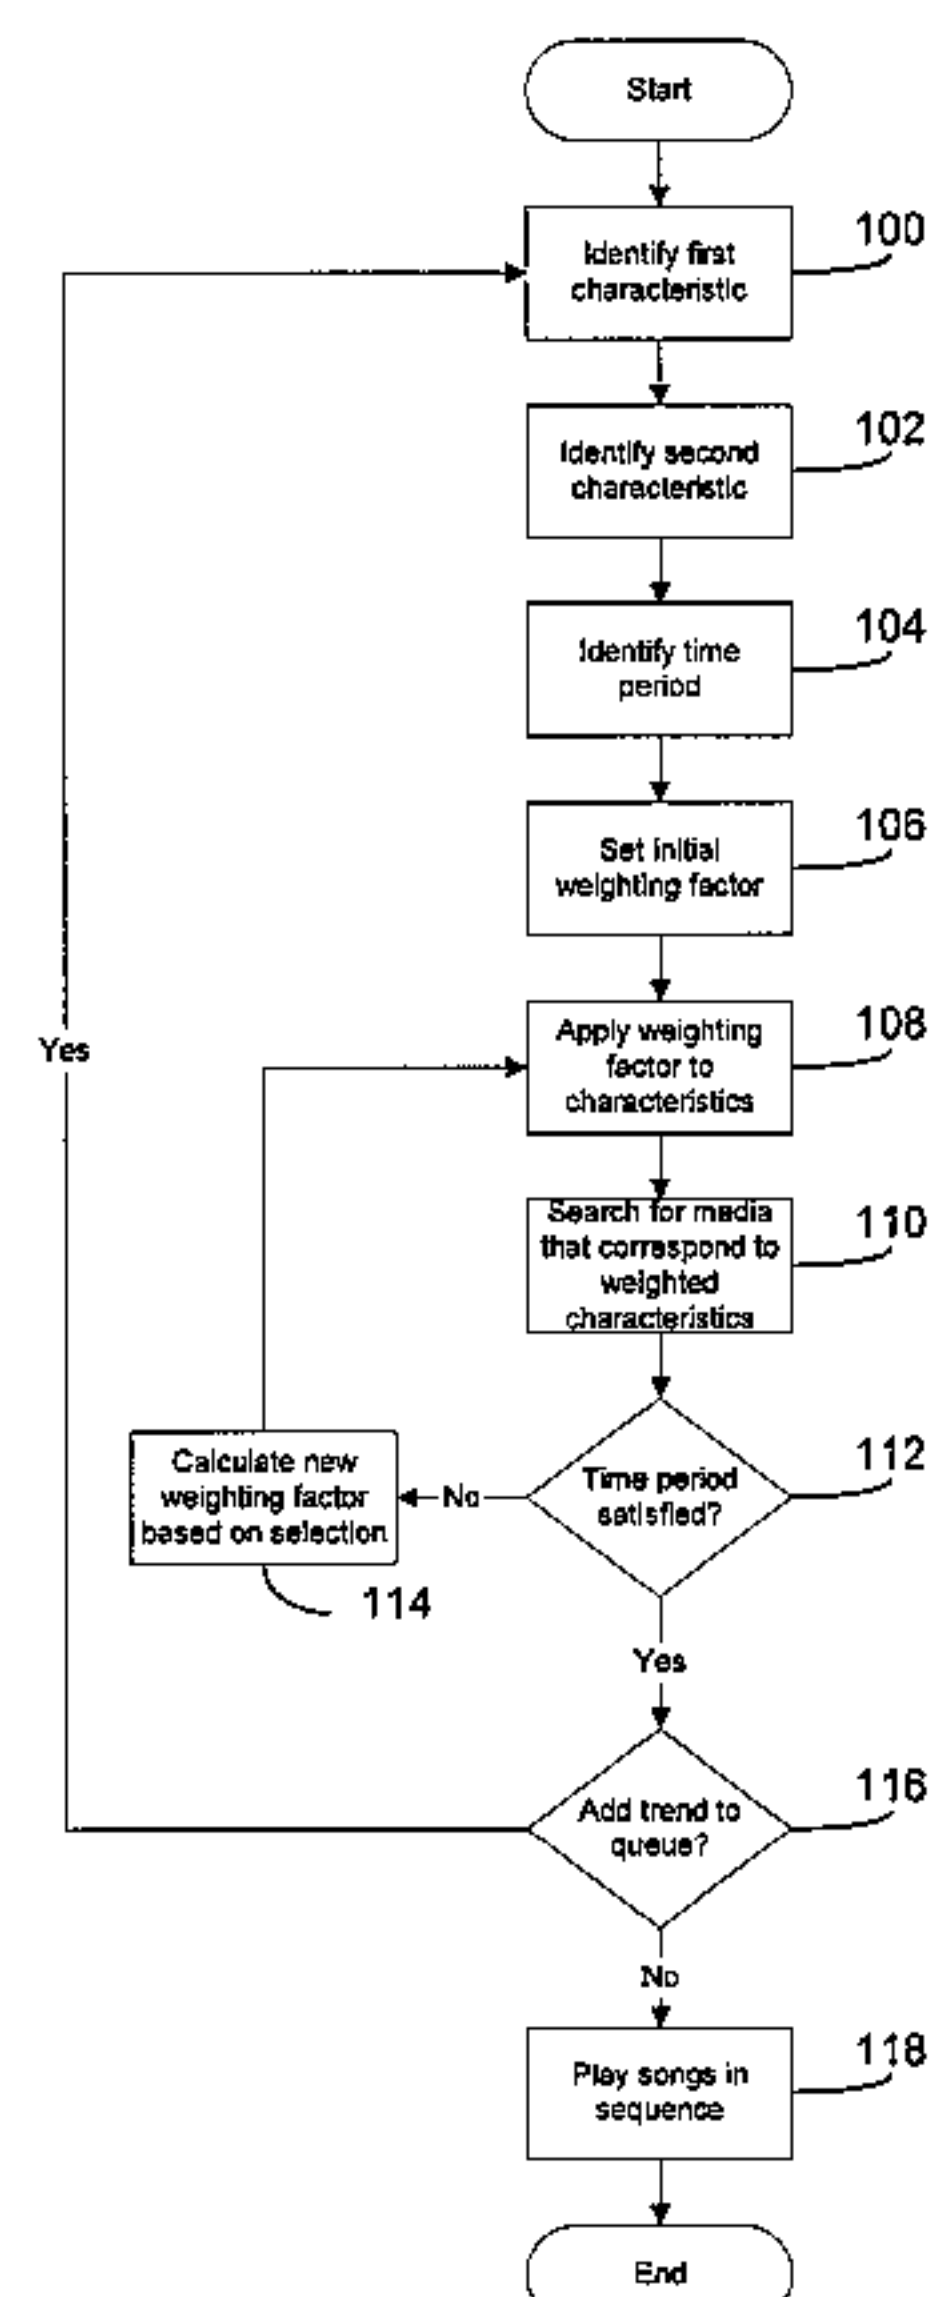 Start
Identify first
characteristic
100
Identify second
characteristic
102
Identify time
period
104
Set initial
weighting factor
106
Yes
Apply weighting
factor to
characteristics
108
Search for media
that correspond to
weighted
characteristics
110
Calculate new
weighting factor
based on selection
114
No
Time period
satisfied?
112
Yes
Add trend to
queue?
116
No
Play songs in
sequence
118
End